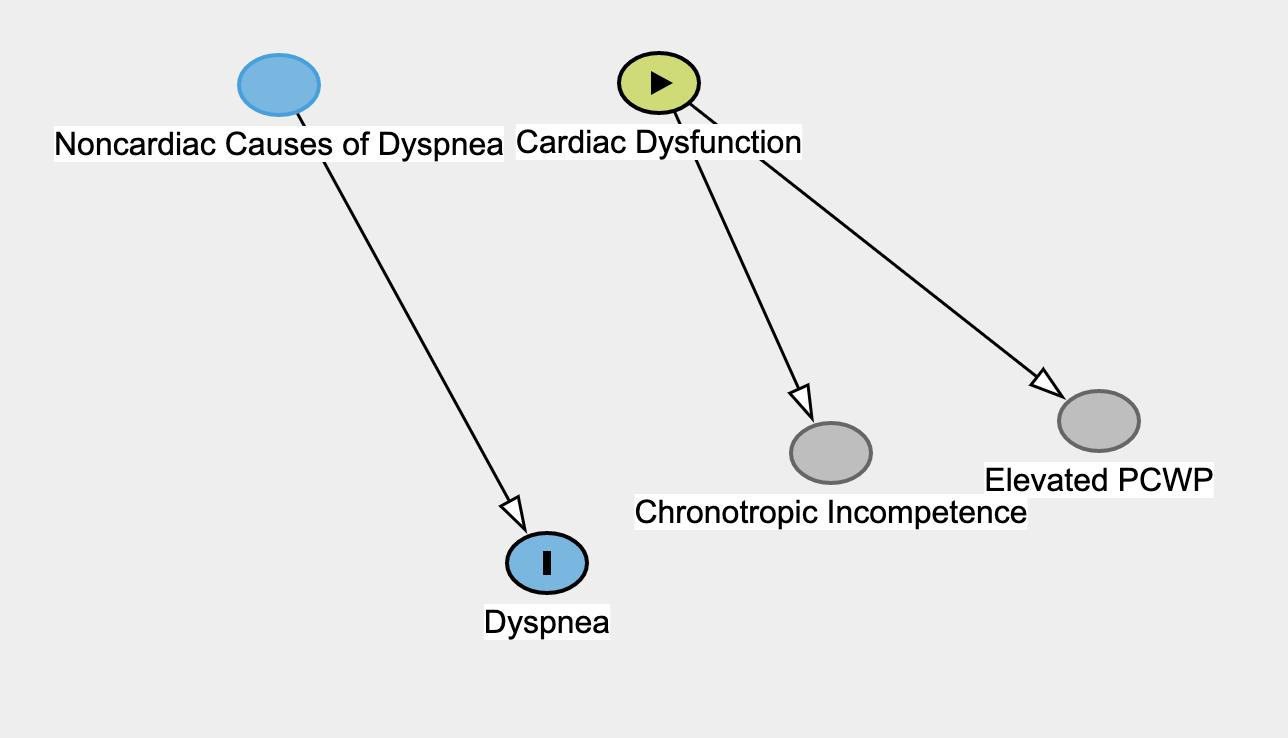 Noncardiac Causes of Dyspnea
Cardiac Dysfunction
Elevated PCWP
Chronotropic Incompetence
Dyspnea